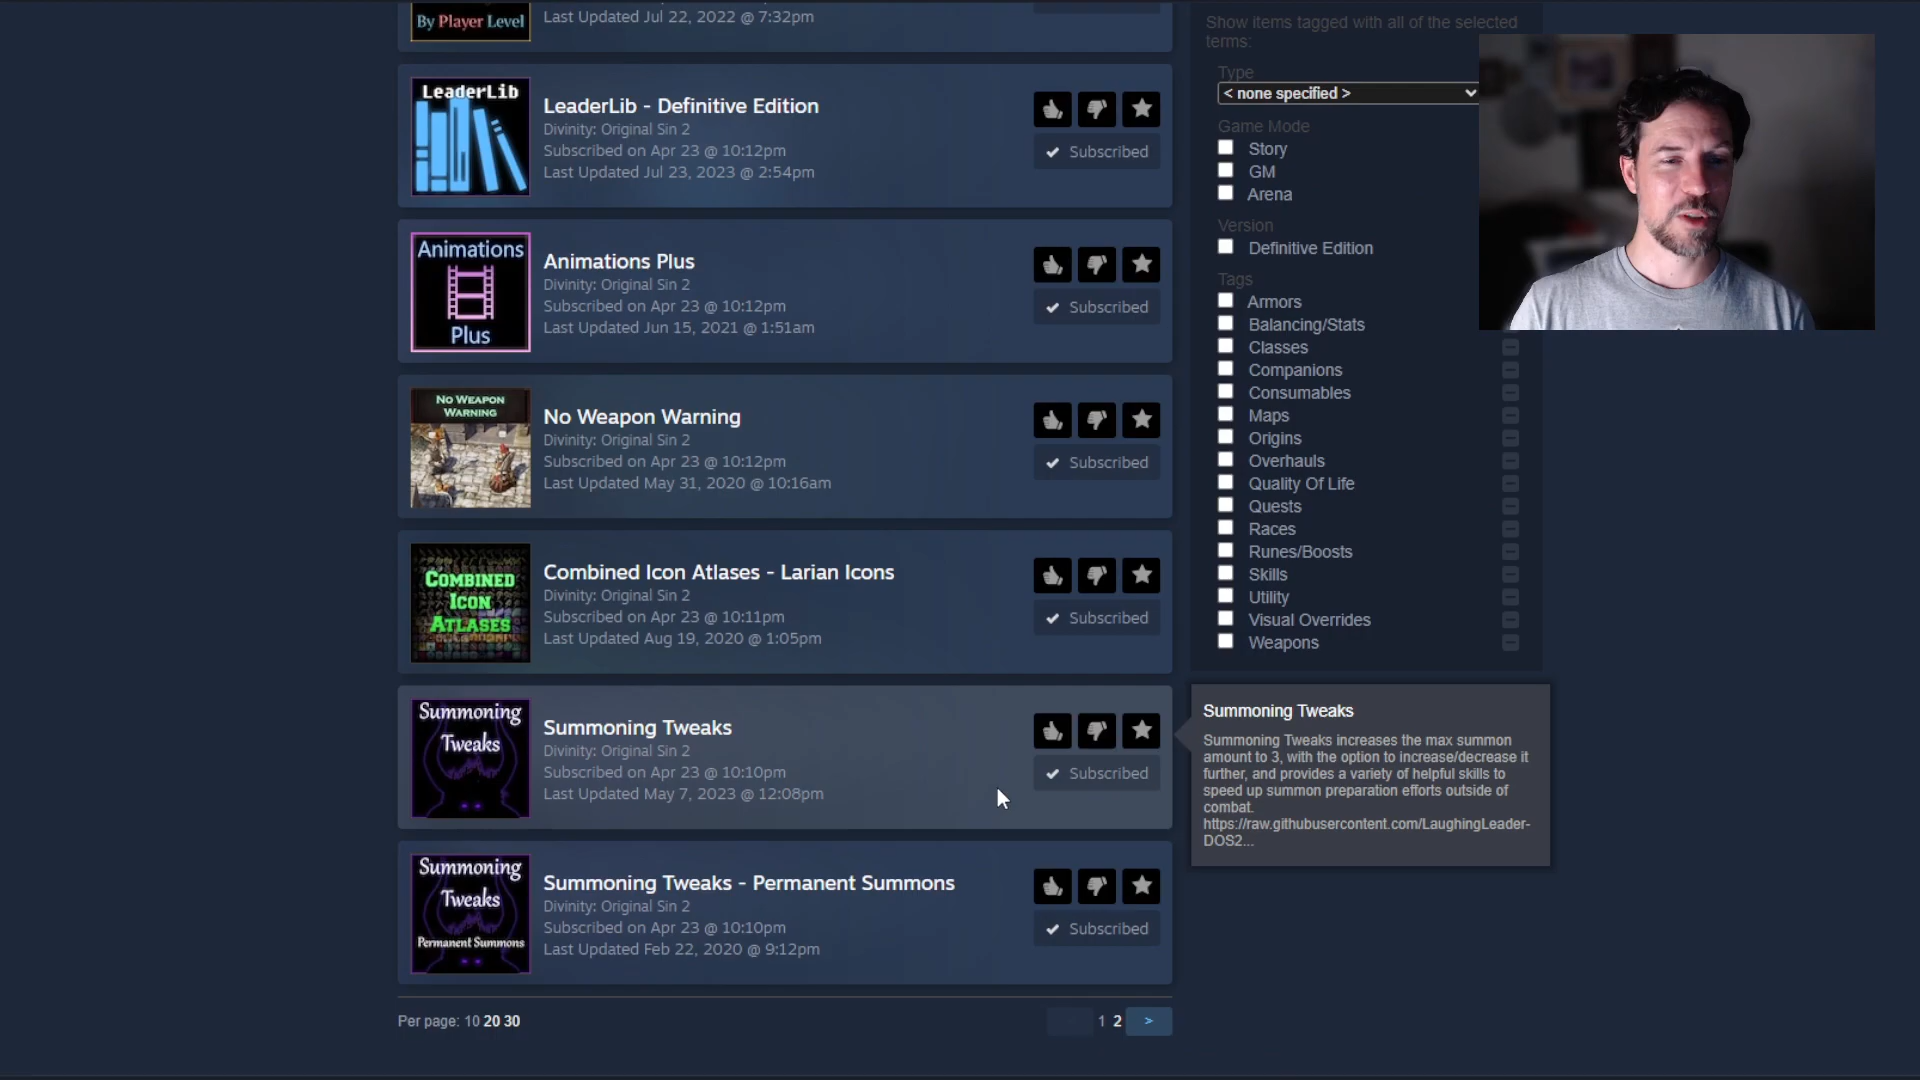 By Player Level
Last Updated Jul 22, 2022 @ 7:32pm
LeaderLib
LeaderLib - Definitive Edition
Divinity: Original Sin 2
Subscribed on Apr 23 @ 10:12pm
Last Updated Jul 23, 2023 @ 2:54pm
Subscribed
Animations
Plus
Animations Plus
Divinity: Original Sin 2
Subscribed on Apr 23 @ 10:12pm
Last Updated Jun 15, 2021 @ 1:51am
Subscribed
No Weapon
Warning
No Weapon Warning
Divinity: Original Sin 2
Subscribed on Apr 23 @ 10:12pm
Last Updated May 31, 2020 @ 10:16am
Subscribed
Combined
Icon
Atlases
Combined Icon Atlases - Larian Icons
Divinity: Original Sin 2
Subscribed on Apr 23 @ 10:11pm
Last Updated Aug 19, 2020 @ 1:05pm
Subscribed
Summoning
Tweaks
Summoning Tweaks
Divinity: Original Sin 2
Subscribed on Apr 23 @ 10:10pm
Last Updated May 7, 2023 @ 12:08pm
Subscribed
Summoning
Tweaks
Permanent Summons
Summoning Tweaks - Permanent Summons
Divinity: Original Sin 2
Subscribed on Apr 23 @ 10:10pm
Last Updated Feb 22, 2020 @ 9:12pm
Subscribed
Per page: 10 20 30
1 2 >
Show items tagged with all of the selected
terms:
Type
< none specified >
Game Mode
Story
GM
Arena
Version
Definitive Edition
Tags
Armors
Balancing/Stats
Classes
Companions
Consumables
Maps
Origins
Overhauls
Quality Of Life
Quests
Races
Runes/Boosts
Skills
Utility
Visual Overrides
Weapons
Summoning Tweaks
Summoning Tweaks increases the max summon
amount to 3, with the option to increase/decrease it
further, and provides a variety of helpful skills to
speed up summon preparation efforts outside of
combat.
https://raw.githubusercontent.com/LaughingLeader-
DOS2...